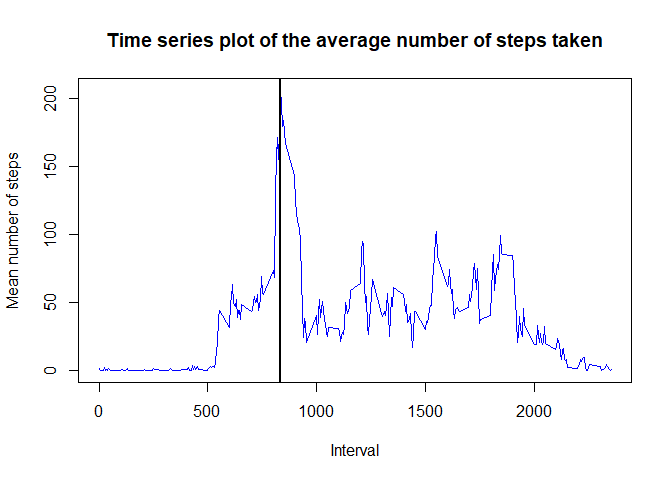 Time series plot of the average number of steps taken
Mean number of steps
200
150
100
50
0
0 500 1000 1500 2000
Interval